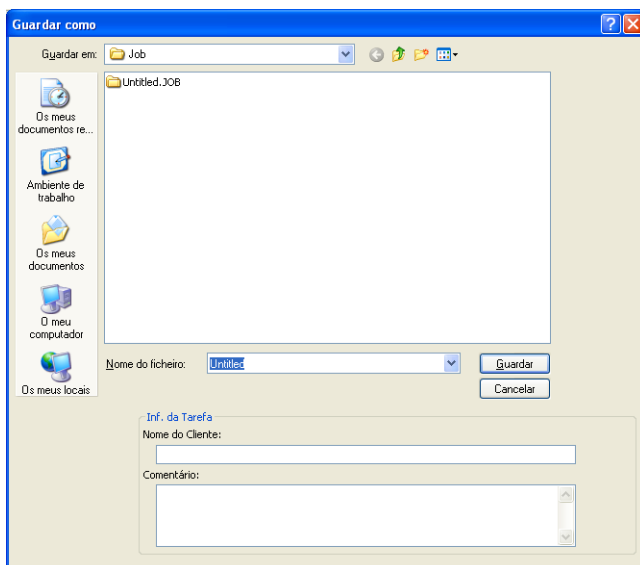 Guardar como
Guardar em:
Job
Untitled.JOB
Os meus
documentos re...
Ambiente de
trabalho
Os meus
documentos
O meu
computador
Os meus locais
Nome do ficheiro:
Untitled
Guardar
Cancelar
Inf. da Tarefa
Nome do Cliente:
Comentário: